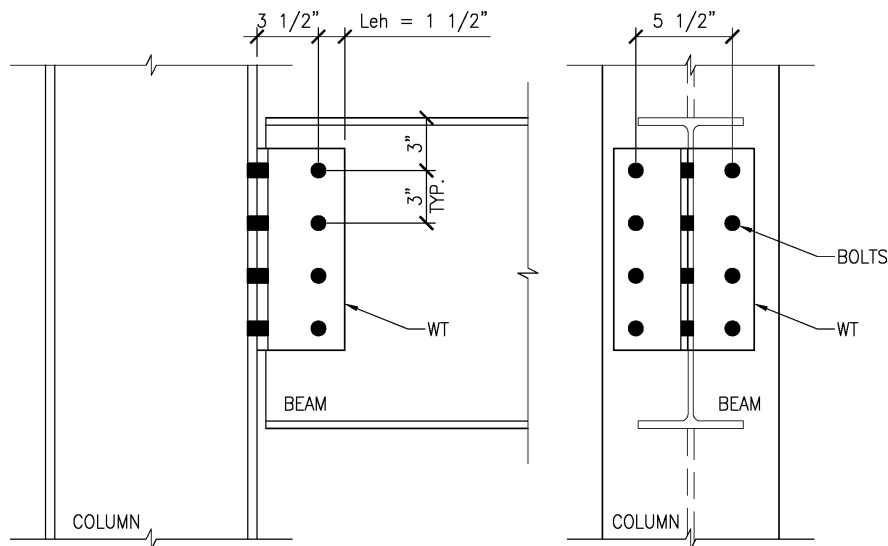 3 1/2" Leh = 1 1/2" 5 1/2"
3"
3"
TYP.
BOLTS
WT WT
BEAM BEAM
COLUMN COLUMN